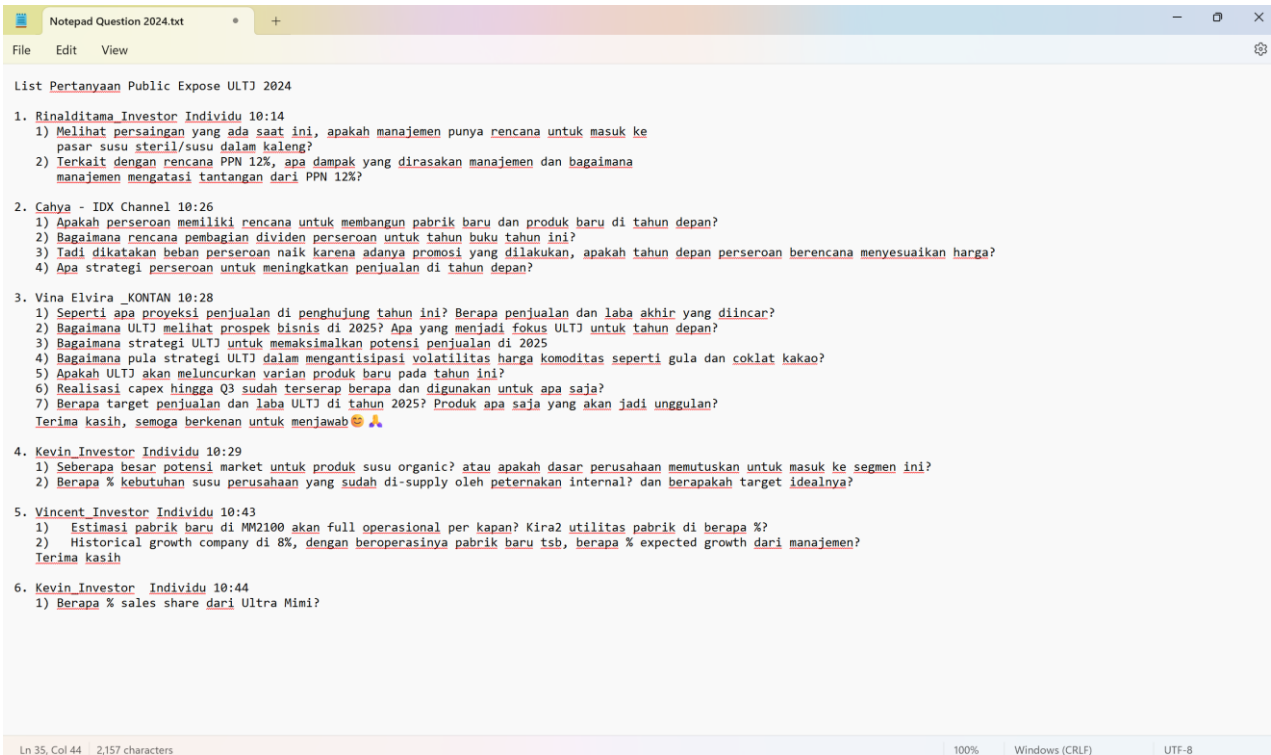 Notepad Question 2024.txt
File Edit View
List Pertanyaan Public Expose ULTJ 2024
1. Rinalditama_Investor Individu 10:14
1) Melihat persaingan yang ada saat ini, apakah manajemen punya rencana untuk masuk ke
pasar susu steril/susu dalam kaleng?
2) Terkait dengan rencana PPN 12%, apa dampak yang dirasakan manajemen dan bagaimana
manajemen mengatasi tantangan dari PPN 12%?
2. Cahya - IDX Channel 10:26
1) Apakah perseroan memiliki rencana untuk membangun pabrik baru dan produk baru di tahun depan?
2) Bagaimana rencana pembagian dividen perseroan untuk tahun buku tahun ini?
3) Tadi dikatakan beban perseroan naik karena adanya promosi yang dilakukan, apakah tahun depan perseroan berencana menyesuaikan harga?
4) Apa strategi perseroan untuk meningkatkan penjualan di tahun depan?
3. Vina Elvira _KONTAN 10:28
1) Seperti apa proyeksi penjualan di penghujung tahun ini? Berapa penjualan dan laba akhir yang diincar?
2) Bagaimana ULTJ melihat prospek bisnis di 2025? Apa yang menjadi fokus ULTJ untuk tahun depan?
3) Bagaimana strategi ULTJ untuk memaksimalkan potensi penjualan di 2025
4) Bagaimana pula strategi ULTJ dalam mengantisipasi volatilitas harga komoditas seperti gula dan coklat kakao?
5) Apakah ULTJ akan meluncurkan varian produk baru pada tahun ini?
6) Realisasi capex hingga Q3 sudah terserap berapa dan digunakan untuk apa saja?
7) Berapa target penjualan dan laba ULTJ di tahun 2025? Produk apa saja yang akan jadi unggulan?
Terima kasih, semoga berkenan untuk menjawab😊🙏
4. Kevin_Investor Individu 10:29
1) Seberapa besar potensi market untuk produk susu organic? atau apakah dasar perusahaan memutuskan untuk masuk ke segmen ini?
2) Berapa % kebutuhan susu perusahaan yang sudah di-supply oleh peternakan internal? dan berapakah target idealnya?
5. Vincent_Investor Individu 10:43
1) Estimasi pabrik baru di MM2100 akan full operasional per kapan? Kira2 utilitas pabrik di berapa %?
2) Historical growth company di 8%, dengan beroperasinya pabrik baru tsb, berapa % expected growth dari manajemen?
Terima kasih
6. Kevin_Investor Individu 10:44
1) Berapa % sales share dari Ultra Mimi?
Ln 35, Col 44 2,157 characters 100% Windows (CRLF) UTF-8